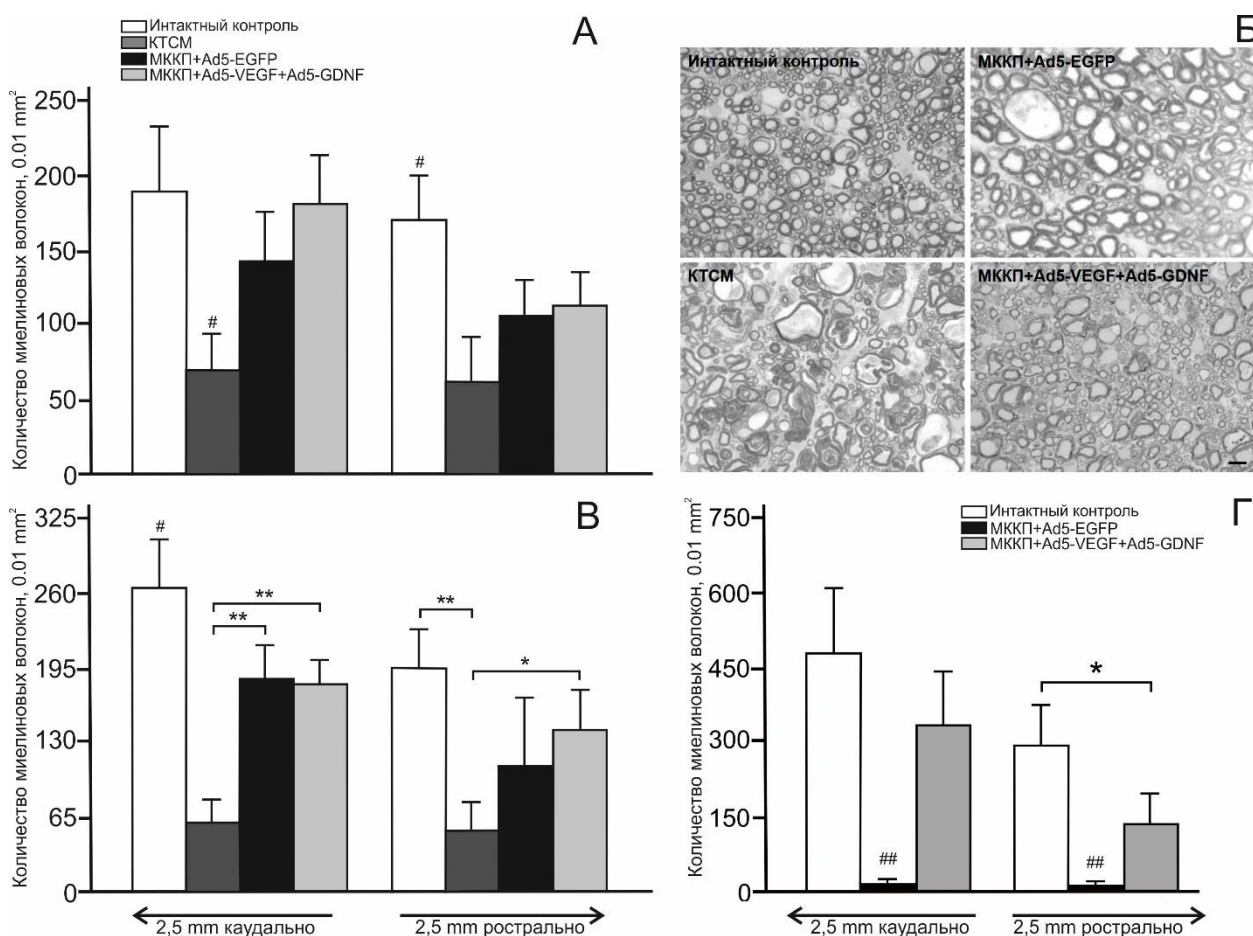 Интактный контроль
КТСМ
МККП+Ad5-EGFP
МККП+Ad5-VEGF+Ad5-GDNF
А
Количество миелиновых волокон, 0.01 mm²
250
200
150
100
50
0
#
#
#
Б
Интактный контроль
МККП+Ad5-EGFP
КТСМ
МККП+Ad5-VEGF+Ad5-GDNF
В
Количество миелиновых волокон, 0.01 mm²
325
260
195
130
65
0
#
**
**
**
*
2,5 mm каудально
2,5 mm рострально
Г
Интактный контроль
МККП+Ad5-EGFP
МККП+Ad5-VEGF+Ad5-GDNF
Количество миелиновых волокон, 0.01 mm²
750
600
450
300
150
0
##
##
*
2,5 mm каудально
2,5 mm рострально